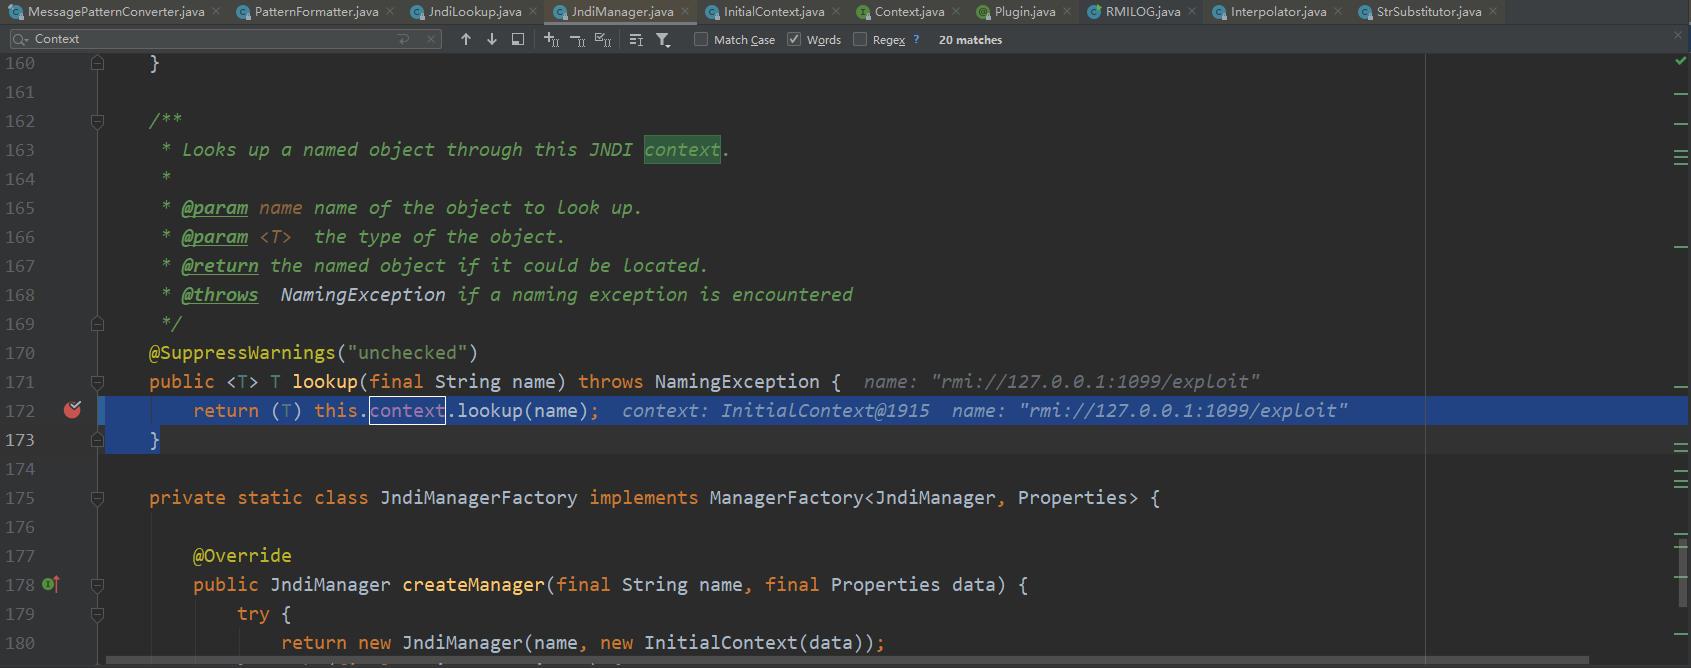 MessagePatternConverter.java PatternFormatter.java JndiLookup.java JndiManager.java InitialContext.java Context.java Plugin.java RMILOG.java Interpolator.java StrSubstitutor.java
Context Match Case Words Regex ? 20 matches
160 }
161
162 /**
163 * Looks up a named object through this JNDI context.
164 *
165 * @param name name of the object to look up.
166 * @param <T> the type of the object.
167 * @return the named object if it could be located.
168 * @throws NamingException if a naming exception is encountered
169 */
170 @SuppressWarnings("unchecked")
171 public <T> T lookup(final String name) throws NamingException { name: "rmi://127.0.0.1:1099/exploit"
172 return (T) this.context.lookup(name); context: InitialContext@1915 name: "rmi://127.0.0.1:1099/exploit"
173 }
174
175 private static class JndiManagerFactory implements ManagerFactory<JndiManager, Properties> {
176
177 @Override
178 public JndiManager createManager(final String name, final Properties data) {
179 try {
180 return new JndiManager(name, new InitialContext(data));